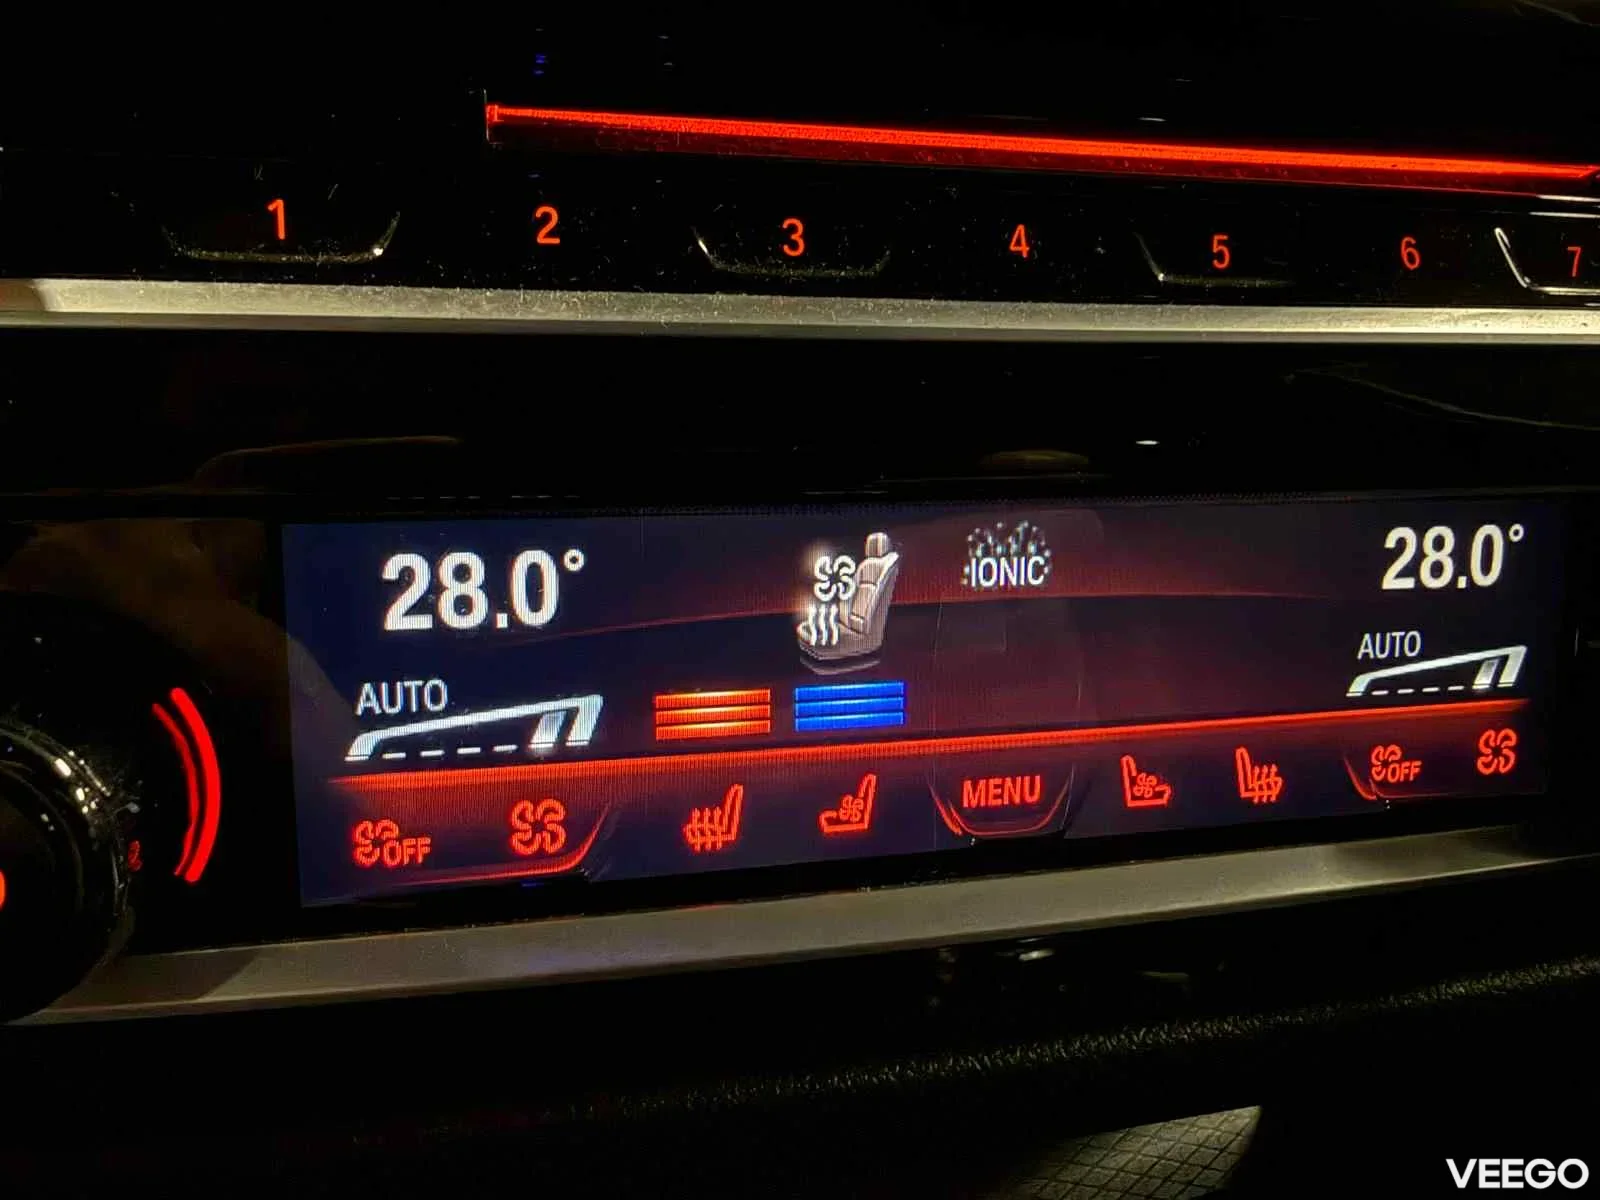 1 2 3 4 5 6 7
28.0° IONIC 28.0°
AUTO AUTO
OFF MENU OFF
VEEGO